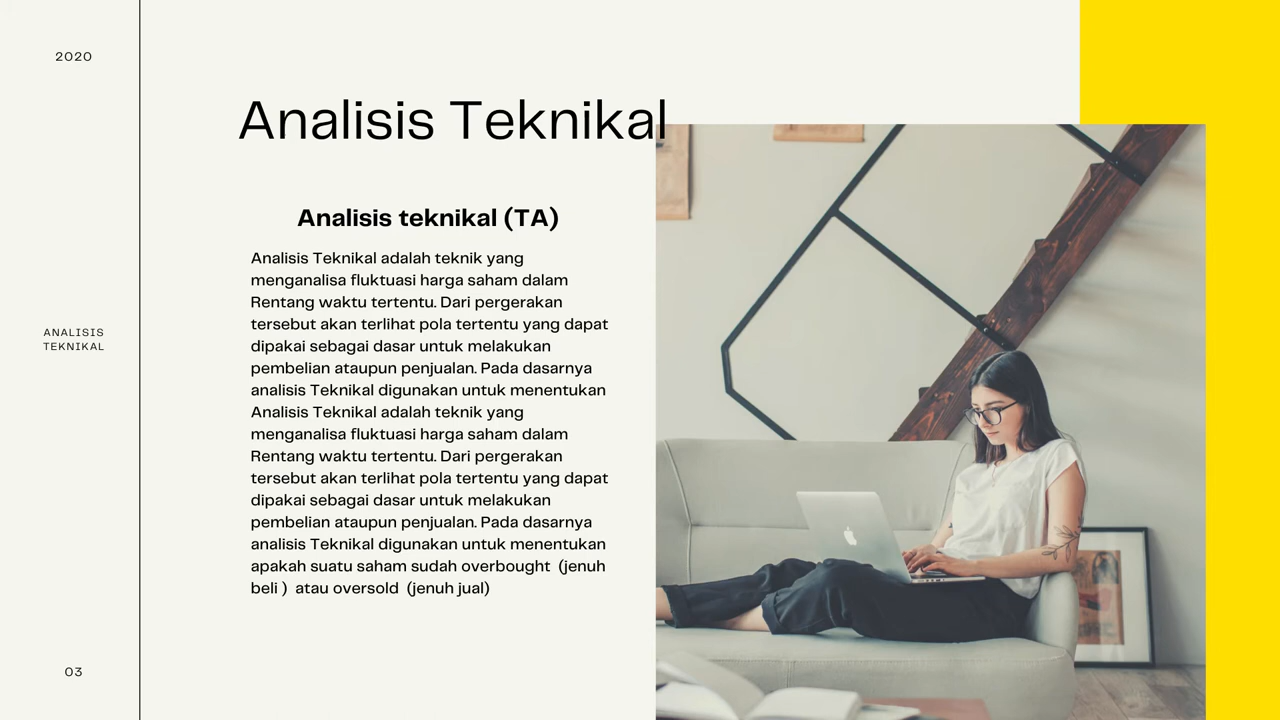 2020
Analisis Teknikal
Analisis teknikal (TA)
Analisis Teknikal adalah teknik yang
menganalisa fluktuasi harga saham dalam
Rentang waktu tertentu. Dari pergerakan
tersebut akan terlihat pola tertentu yang dapat
dipakai sebagai dasar untuk melakukan
pembelian ataupun penjualan. Pada dasarnya
analisis Teknikal digunakan untuk menentukan
Analisis Teknikal adalah teknik yang
menganalisa fluktuasi harga saham dalam
Rentang waktu tertentu. Dari pergerakan
tersebut akan terlihat pola tertentu yang dapat
dipakai sebagai dasar untuk melakukan
pembelian ataupun penjualan. Pada dasarnya
analisis Teknikal digunakan untuk menentukan
apakah suatu saham sudah overbought  (jenuh
beli )  atau oversold  (jenuh jual)
ANALISIS
TEKNIKAL
03